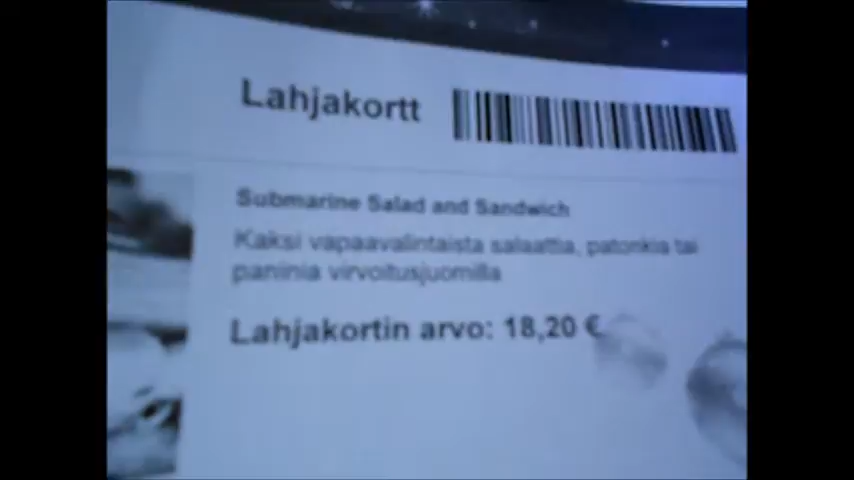 Lahjakortt
Submarine Salad and Sandwich
Kaksi vapaavalintaista salaattia, patonkia tai
paninia virvoitusjuomilla
Lahjakortin arvo: 18,20 €